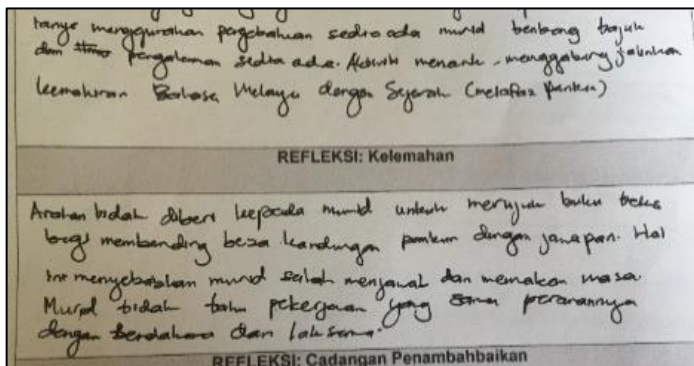 tanya menggunakan pengetahuan sedia ada murid tentang tajuk
dan pengalaman sedia ada. Aktiviti menarik - menggabung jalinkan
kemahiran Bahasa Melayu dengan Sejarah (melafaz pantun)
REFLEKSI: Kelemahan
Arahan tidak diberi kepada murid untuk merujuk buku teks
bagi membanding beza kandungan pantun dengan jawapan. Hal
ini menyebabkan murid salah menjawab dan memakan masa.
Murid tidak tahu pekerjaan yang sama peranannya
dengan bendahara dan laksamana.
REFLEKSI: Cadangan Penambahbaikan